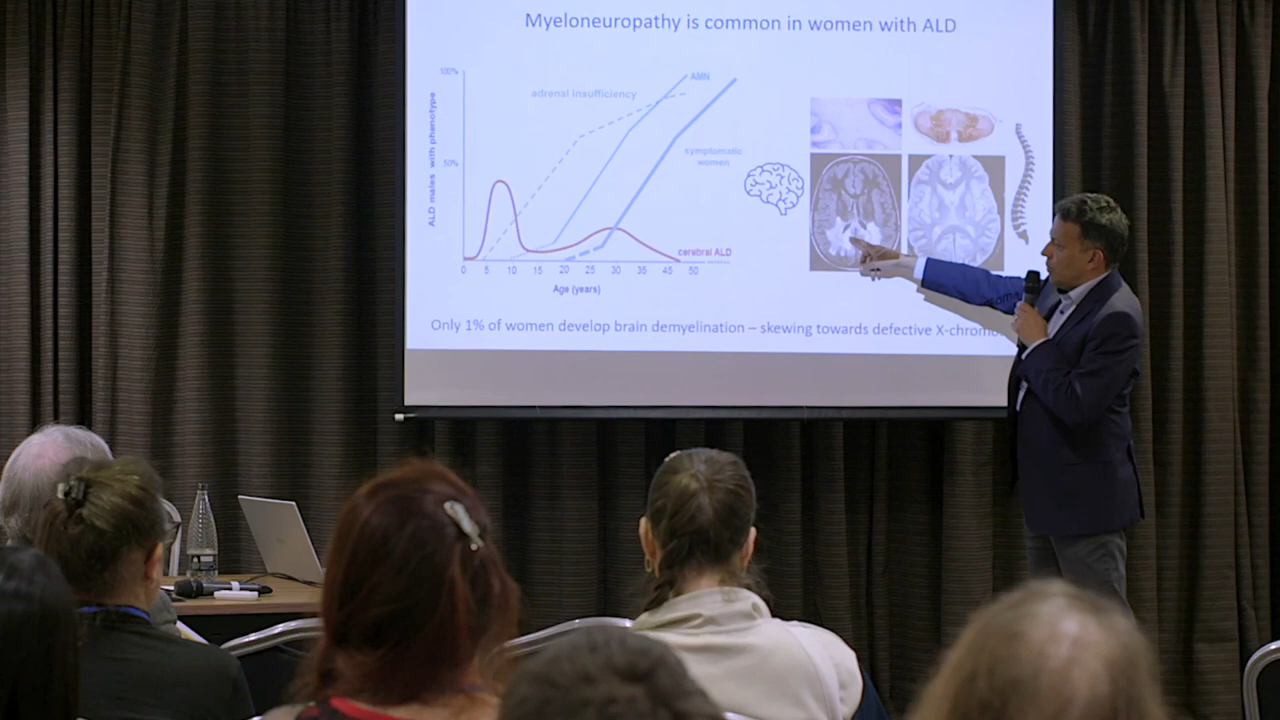 Myeloneuropathy is common in women with ALD
100%
50%
ALD males with phenotype
adrenal insufficiency
AMN
symptomatic
women
cerebral ALD
0 5 10 15 20 25 30 35 40 45 50
Age (years)
Only 1% of women develop brain demyelination – skewing towards defective X-chromo